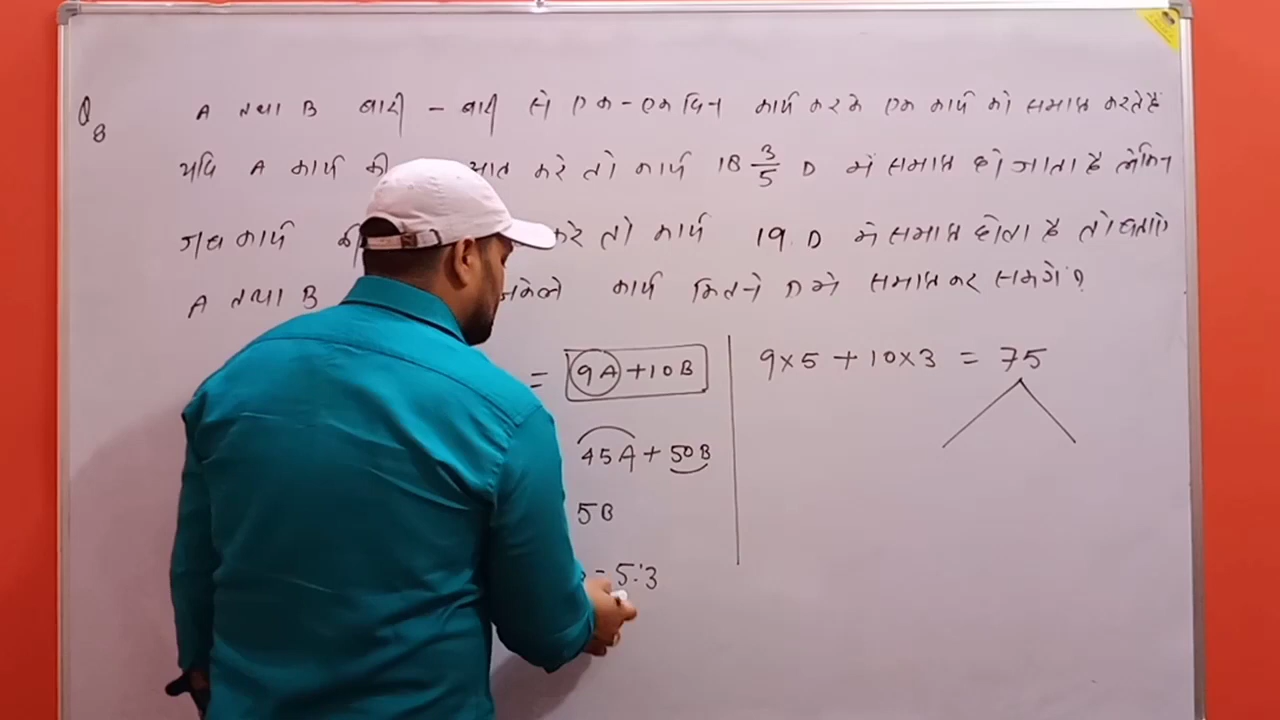 Q8
A तथा B बारी - बारी से एक - एक दिन कार्य करके एक कार्य को समाप्त करते है
यदि A कार्य की करे तो कार्य 18 3/5 D में समाप्त हो जाता है लेकिन
जब कार्य की करे तो कार्य 19 D मे समाप्त होता है तो बताए
A तथा B अकेले कार्य कितने D मे समाप्त कर सकेंगे ?
= 9A + 10B
45A + 50B
5B
= 5:3
9×5 + 10×3 = 75